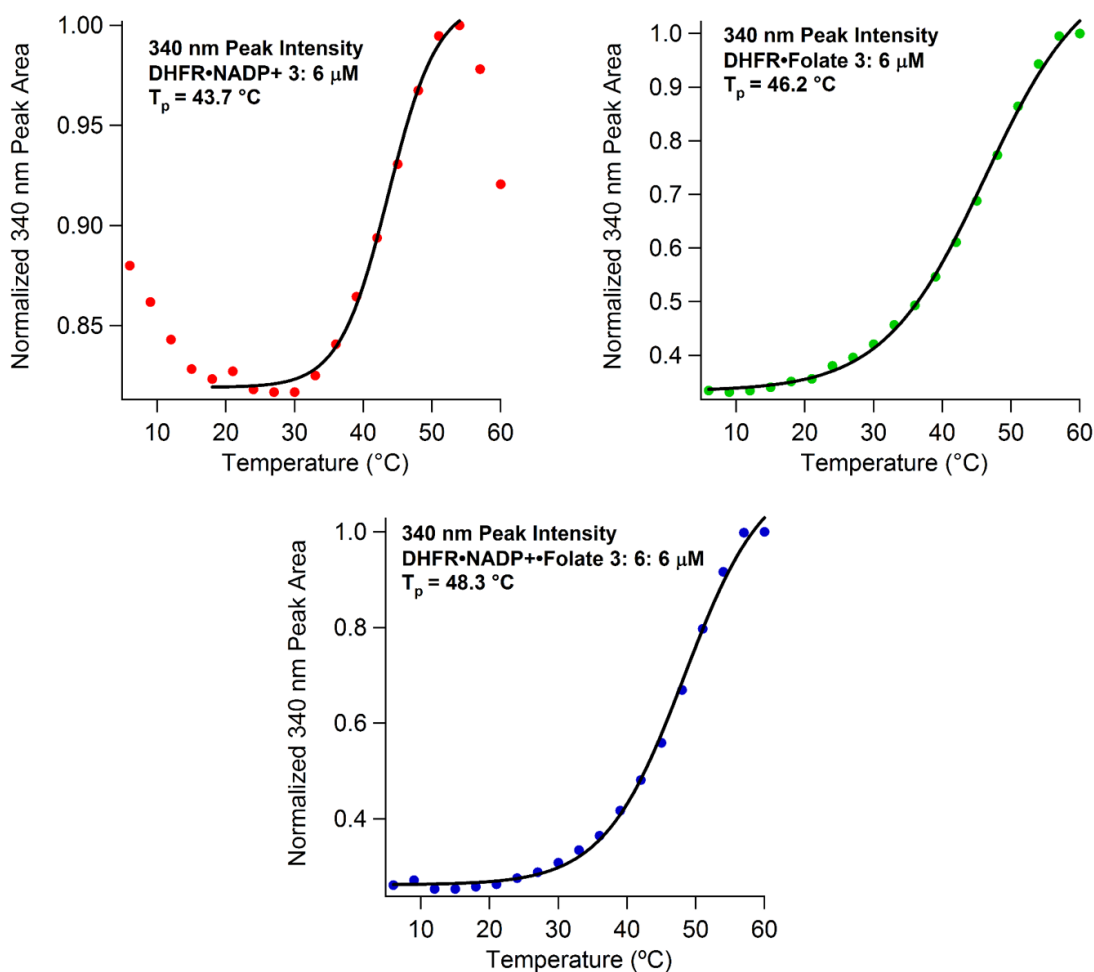 340 nm Peak Intensity
DHFR•NADP+ 3: 6 µM
Tp = 43.7 °C
Normalized 340 nm Peak Area
1.00
0.95
0.90
0.85
10 20 30 40 50 60
Temperature (°C)
340 nm Peak Intensity
DHFR•Folate 3: 6 µM
Tp = 46.2 °C
Normalized 340 nm Peak Area
1.0
0.9
0.8
0.7
0.6
0.5
0.4
10 20 30 40 50 60
Temperature (°C)
340 nm Peak Intensity
DHFR•NADP+•Folate 3: 6: 6 µM
Tp = 48.3 °C
Normalized 340 nm Peak Area
1.0
0.8
0.6
0.4
10 20 30 40 50 60
Temperature (ºC)